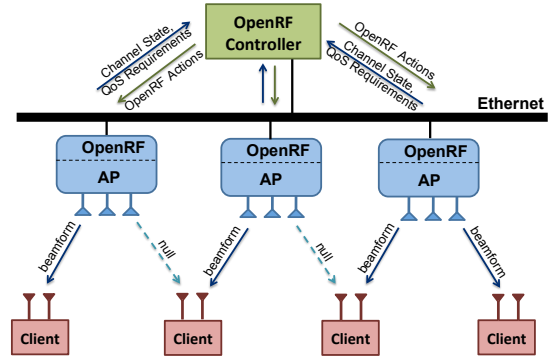 OpenRF
Controller
Channel State,
QoS Requirements
OpenRF Actions
OpenRF Actions
Channel State,
QoS Requirements
Ethernet
OpenRF
AP
OpenRF
AP
OpenRF
AP
beamform
null
beamform
null
beamform
beamform
Client
Client
Client
Client